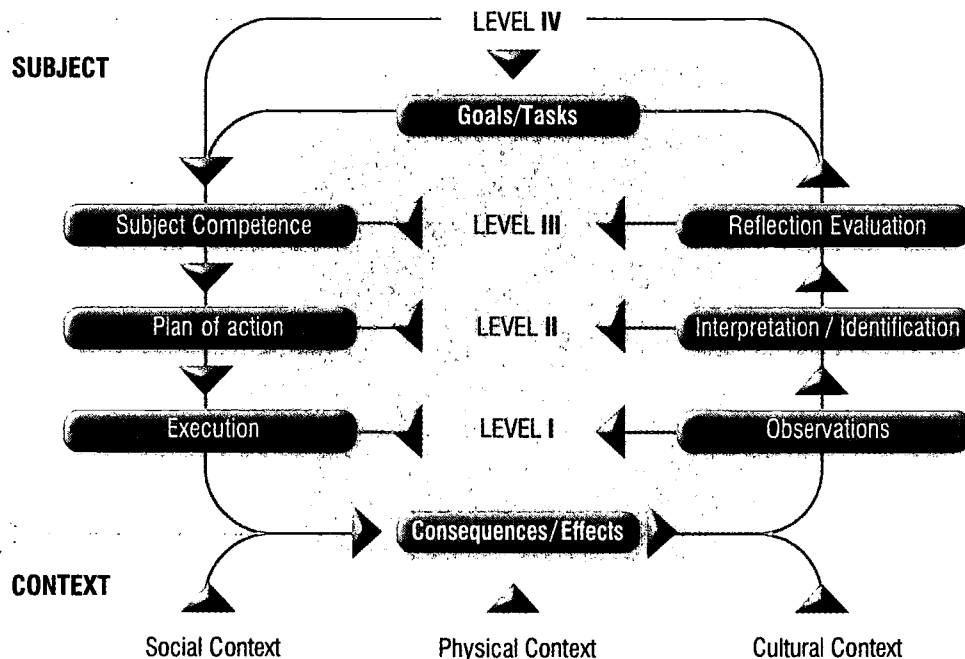 LEVEL IV
SUBJECT
Goals/Tasks
Subject Competence
LEVEL III
Reflection Evaluation
Plan of action
LEVEL II
Interpretation / Identification
Execution
LEVEL I
Observations
Consequences/Effects
CONTEXT
Social Context
Physical Context
Cultural Context